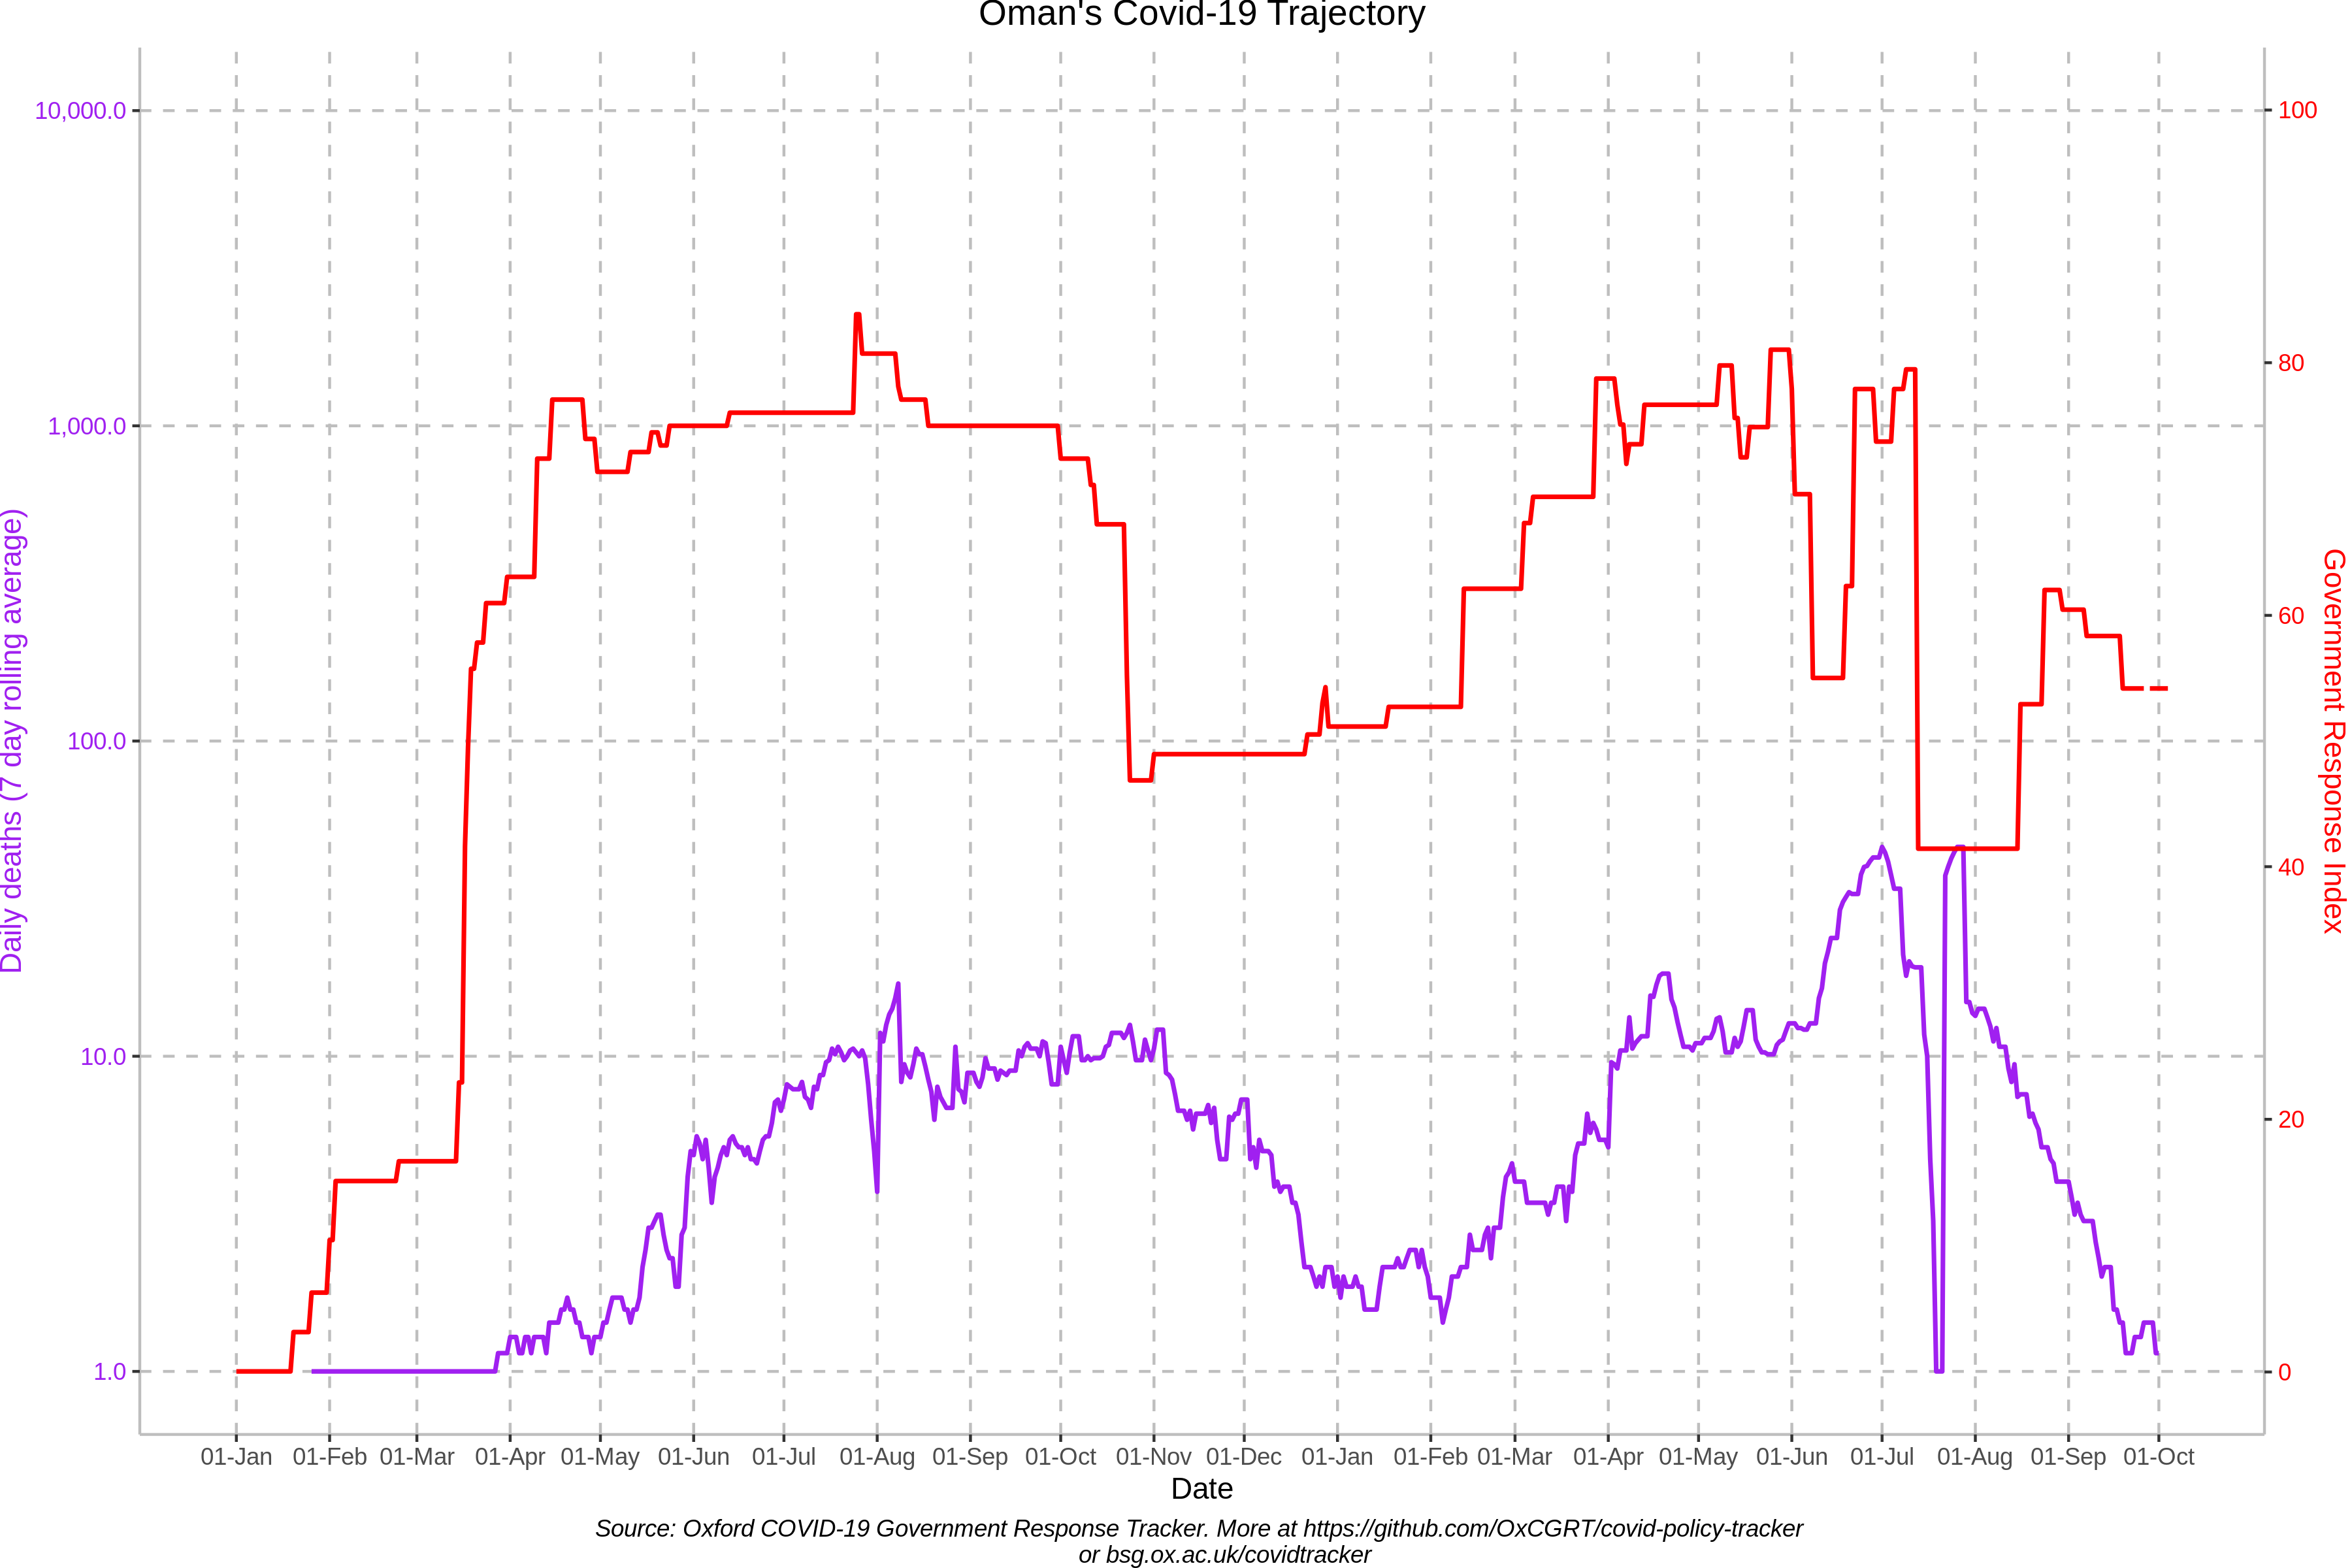 Oman's Covid-19 Trajectory
10,000.0
1,000.0
100.0
10.0
1.0
Daily deaths (7 day rolling average)
100
80
60
40
20
0
Government Response Index
01-Jan 01-Feb 01-Mar 01-Apr 01-May 01-Jun 01-Jul 01-Aug 01-Sep 01-Oct 01-Nov 01-Dec 01-Jan 01-Feb 01-Mar 01-Apr 01-May 01-Jun 01-Jul 01-Aug 01-Sep 01-Oct
Date
Source: Oxford COVID-19 Government Response Tracker. More at https://github.com/OxCGRT/covid-policy-tracker
or bsg.ox.ac.uk/covidtracker